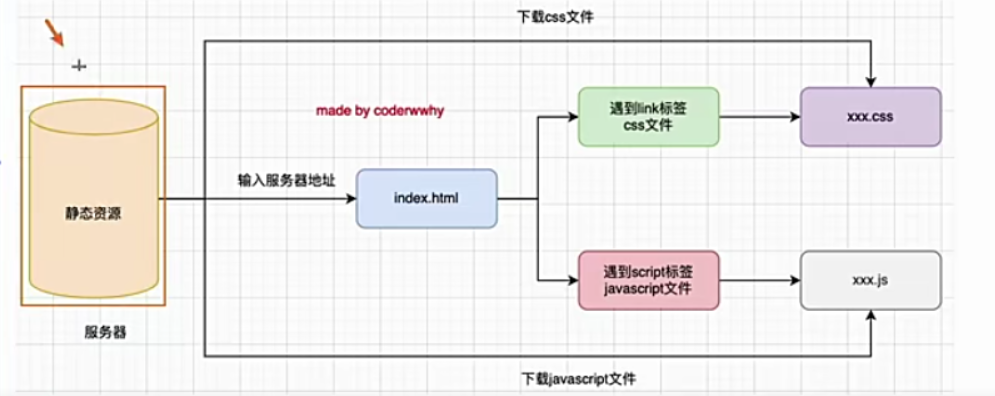 下载css文件
made by coderwwhy
遇到link标签
css文件
xxx.css
输入服务器地址
index.html
静态资源
遇到script标签
javascript文件
xxx.js
服务器
下载javascript文件